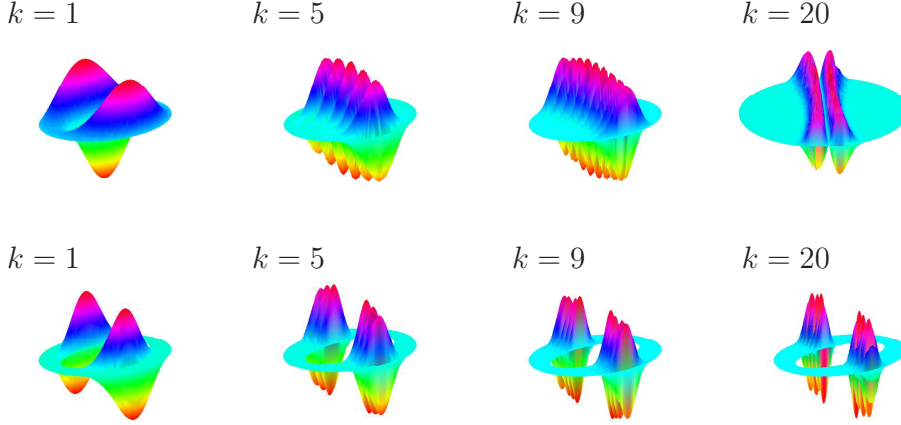 k = 1 k = 5 k = 9 k = 20
k = 1 k = 5 k = 9 k = 20